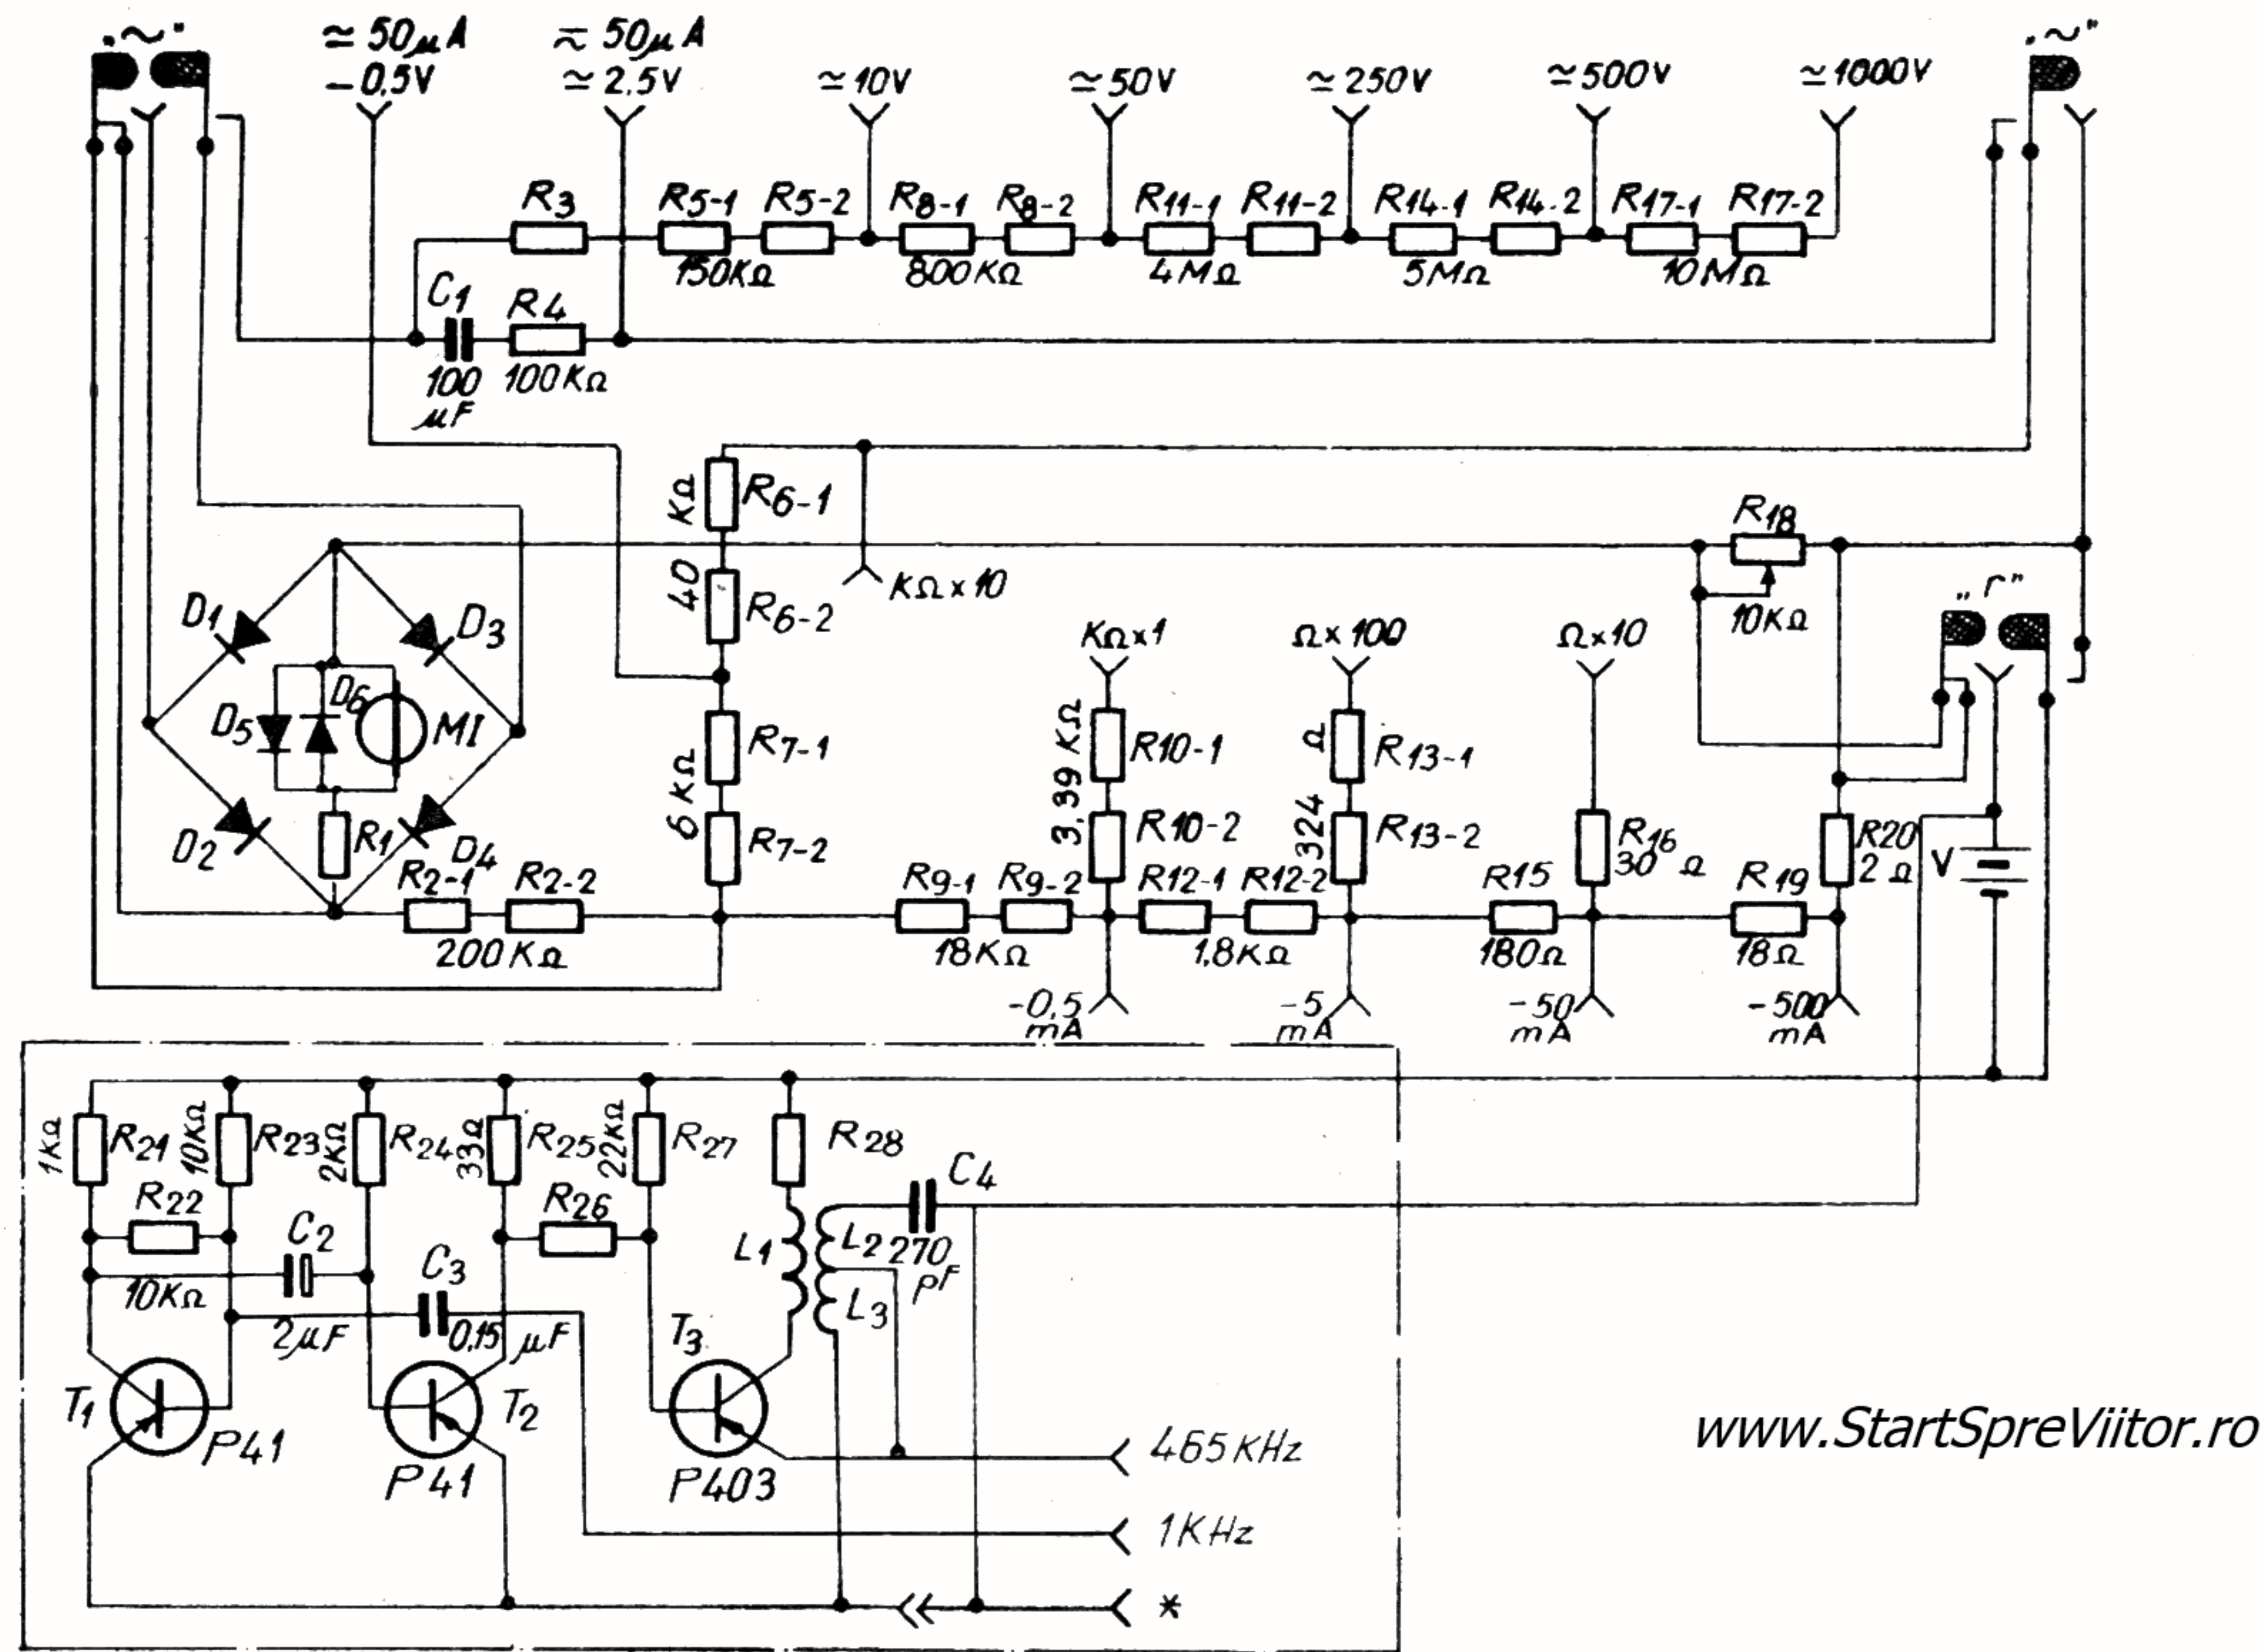 „~"
≃ 50μA
– 0,5V
≂ 50μA
≃ 2,5V
≃ 10V
≃ 50V
≃ 250V
≃ 500V
≃ 1000V
„~"
R3
R5-1
R5-2
R8-1
R8-2
R11-1
R11-2
R14-1
R14-2
R17-1
R17-2
150KΩ
800KΩ
4MΩ
5MΩ
10MΩ
C1
R4
100
μF
100KΩ
40 KΩ
R6-1
R6-2
KΩ×10
R18
10KΩ
„r"
D1
D3
D5
D6
MI
D2
D4
R1
6 KΩ
R7-1
R7-2
KΩ×1
Ω×100
Ω×10
3,39 KΩ
R10-1
R10-2
324 Ω
R13-1
R13-2
R16
30 Ω
R20
2 Ω
V
R2-1
R2-2
200KΩ
R9-1
R9-2
18KΩ
R12-1
R12-2
1,8KΩ
R15
180Ω
R19
18Ω
-0,5
mA
-5
mA
-50
mA
-500
mA
1KΩ
R21
10KΩ
R23
2KΩ
R24
33Ω
R25
22KΩ
R27
R28
R22
10KΩ
C2
2μF
C3
0,15 μF
R26
L1
L2
L3
C4
270
pF
T1
P41
T2
P41
T3
P403
465KHz
1KHz
*
www.StartSpreViitor.ro